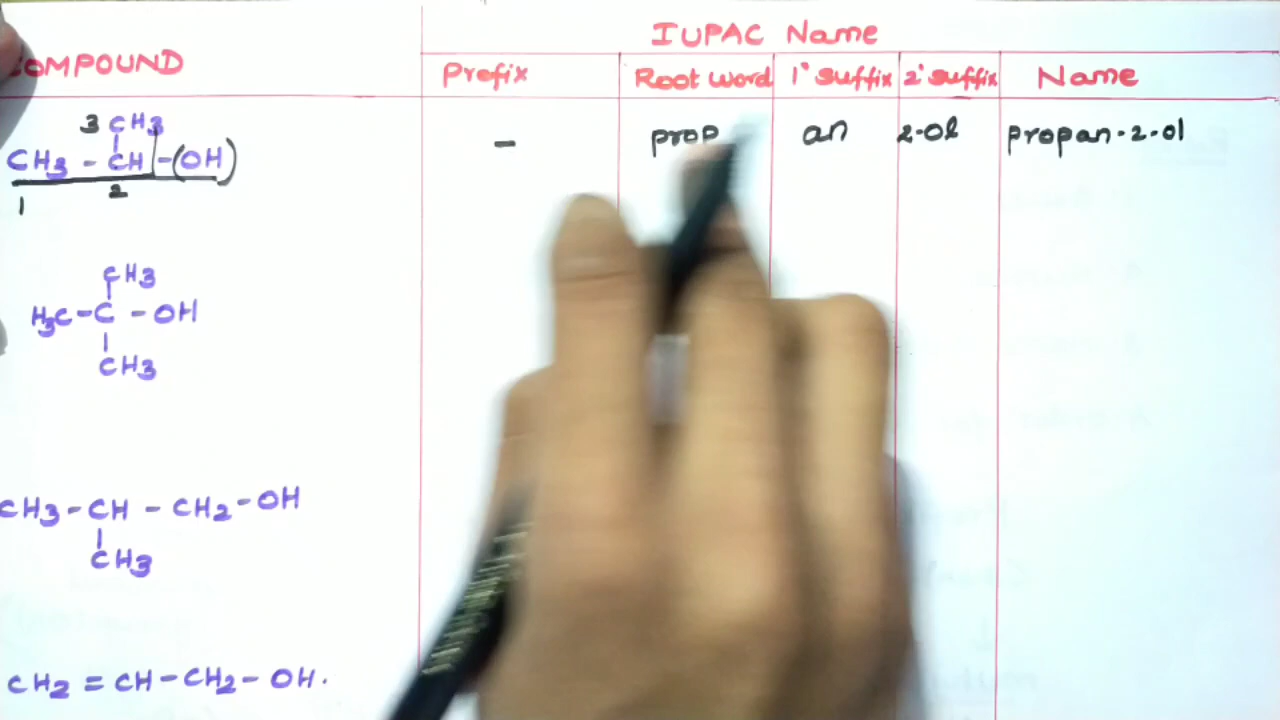 IUPAC Name
OMPOUND Prefix Root word 1° suffix 2° suffix Name
3 CH3
CH3 - CH - (OH) - prop an 2-ol propan-2-ol
1 2
CH3
H3C - C - OH
CH3
CH3 - CH - CH2 - OH
CH3
CH2 = CH - CH2 - OH.